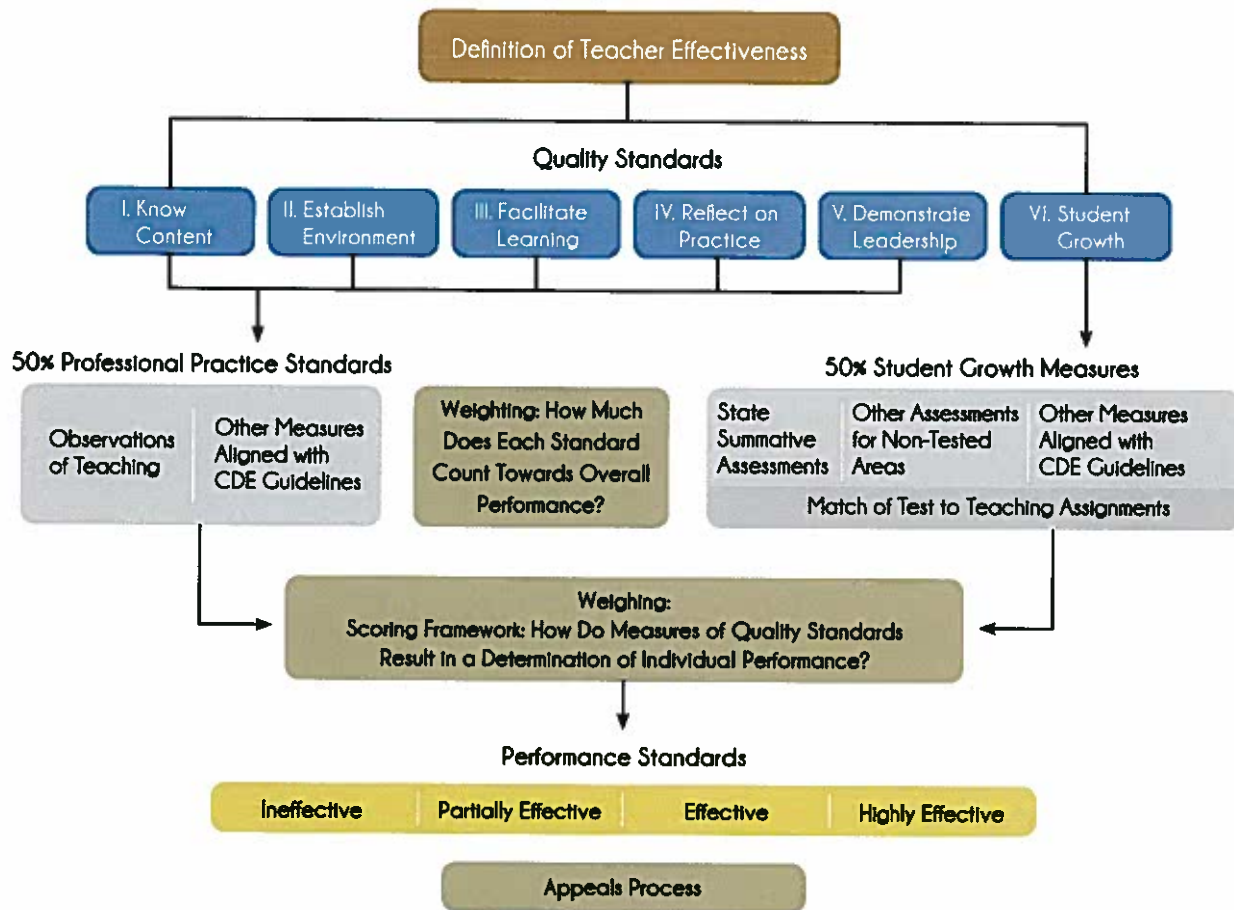 Definition of Teacher Effectiveness
Quality Standards
I. Know
Content
II. Establish
Environment
III. Facilitate
Learning
IV. Reflect on
Practice
V. Demonstrate
Leadership
VI. Student
Growth
50% Professional Practice Standards
Observations
of Teaching
Other Measures
Aligned with
CDE Guidelines
Weighting: How Much
Does Each Standard
Count Towards Overall
Performance?
50% Student Growth Measures
State
Summative
Assessments
Other Assessments
for Non-Tested
Areas
Other Measures
Aligned with
CDE Guidelines
Match of Test to Teaching Assignments
Weighing:
Scoring Framework: How Do Measures of Quality Standards
Result in a Determination of Individual Performance?
Performance Standards
Ineffective
Partially Effective
Effective
Highly Effective
Appeals Process